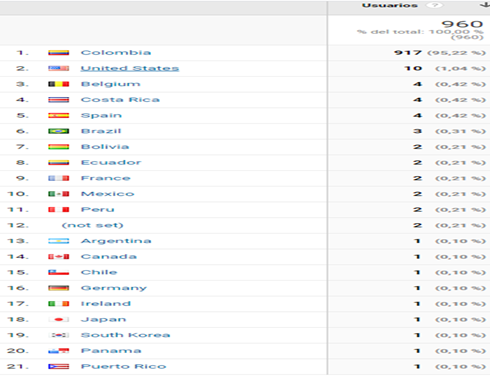 Usuarios ?
960
% del total: 100,00 %
(960)
1. Colombia 917 (95,22 %)
2. United States 10 (1,04 %)
3. Belgium 4 (0,42 %)
4. Costa Rica 4 (0,42 %)
5. Spain 4 (0,42 %)
6. Brazil 3 (0,31 %)
7. Bolivia 2 (0,21 %)
8. Ecuador 2 (0,21 %)
9. France 2 (0,21 %)
10. Mexico 2 (0,21 %)
11. Peru 2 (0,21 %)
12. (not set) 2 (0,21 %)
13. Argentina 1 (0,10 %)
14. Canada 1 (0,10 %)
15. Chile 1 (0,10 %)
16. Germany 1 (0,10 %)
17. Ireland 1 (0,10 %)
18. Japan 1 (0,10 %)
19. South Korea 1 (0,10 %)
20. Panama 1 (0,10 %)
21. Puerto Rico 1 (0,10 %)